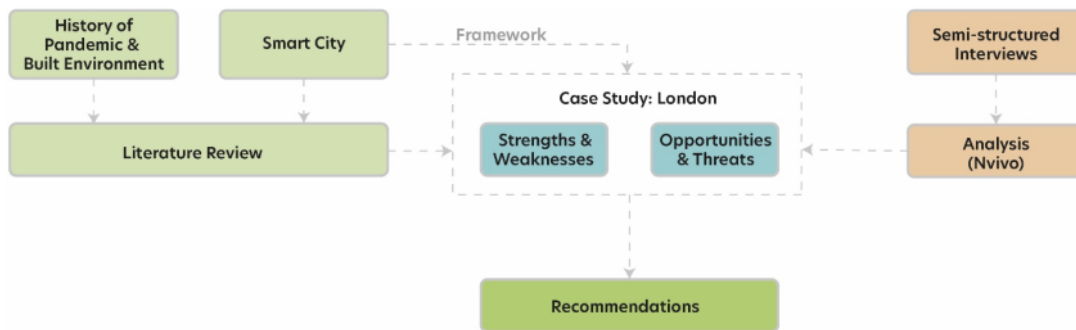 History of
Pandemic &
Built Environment
Smart City
Framework
Semi-structured
Interviews
Case Study: London
Strengths &
Weaknesses
Opportunities
& Threats
Literature Review
Analysis
(Nvivo)
Recommendations